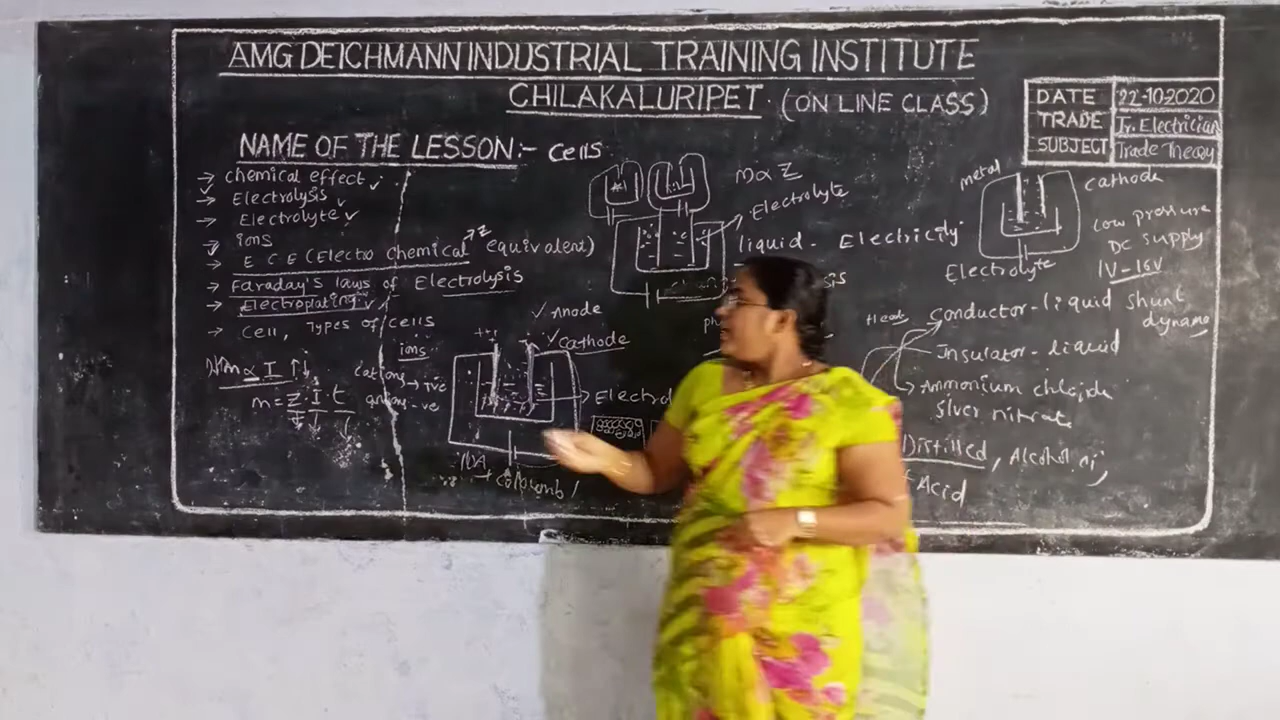 AMG DEICHMANN INDUSTRIAL TRAINING INSTITUTE
CHILAKALURIPET. (ON LINE CLASS)
DATE 22-10-2020
TRADE Jr. Electrician
SUBJECT Trade Theory
NAME OF THE LESSON:- Cells
→ chemical effect
→ Electrolysis
→ Electrolyte
ions
→ E C E (Electro chemical equivalent)
z
→ Faraday's laws of Electrolysis
→ Electroplating
→ Cell, Types of cells
m ∝ I
m = Z · I · t
ions
cations → +ve
anions - ve
Anode
cathode
m ∝ Z
Electrolyte
liquid - Electricity
metal
cathode
low pressure
DC supply
1V - 16V
Electrolyte
conductor - liquid shunt
dynamo
Insulator - liquid
Ammonium chloride
silver nitrate
Distilled, Alcohol
Acid